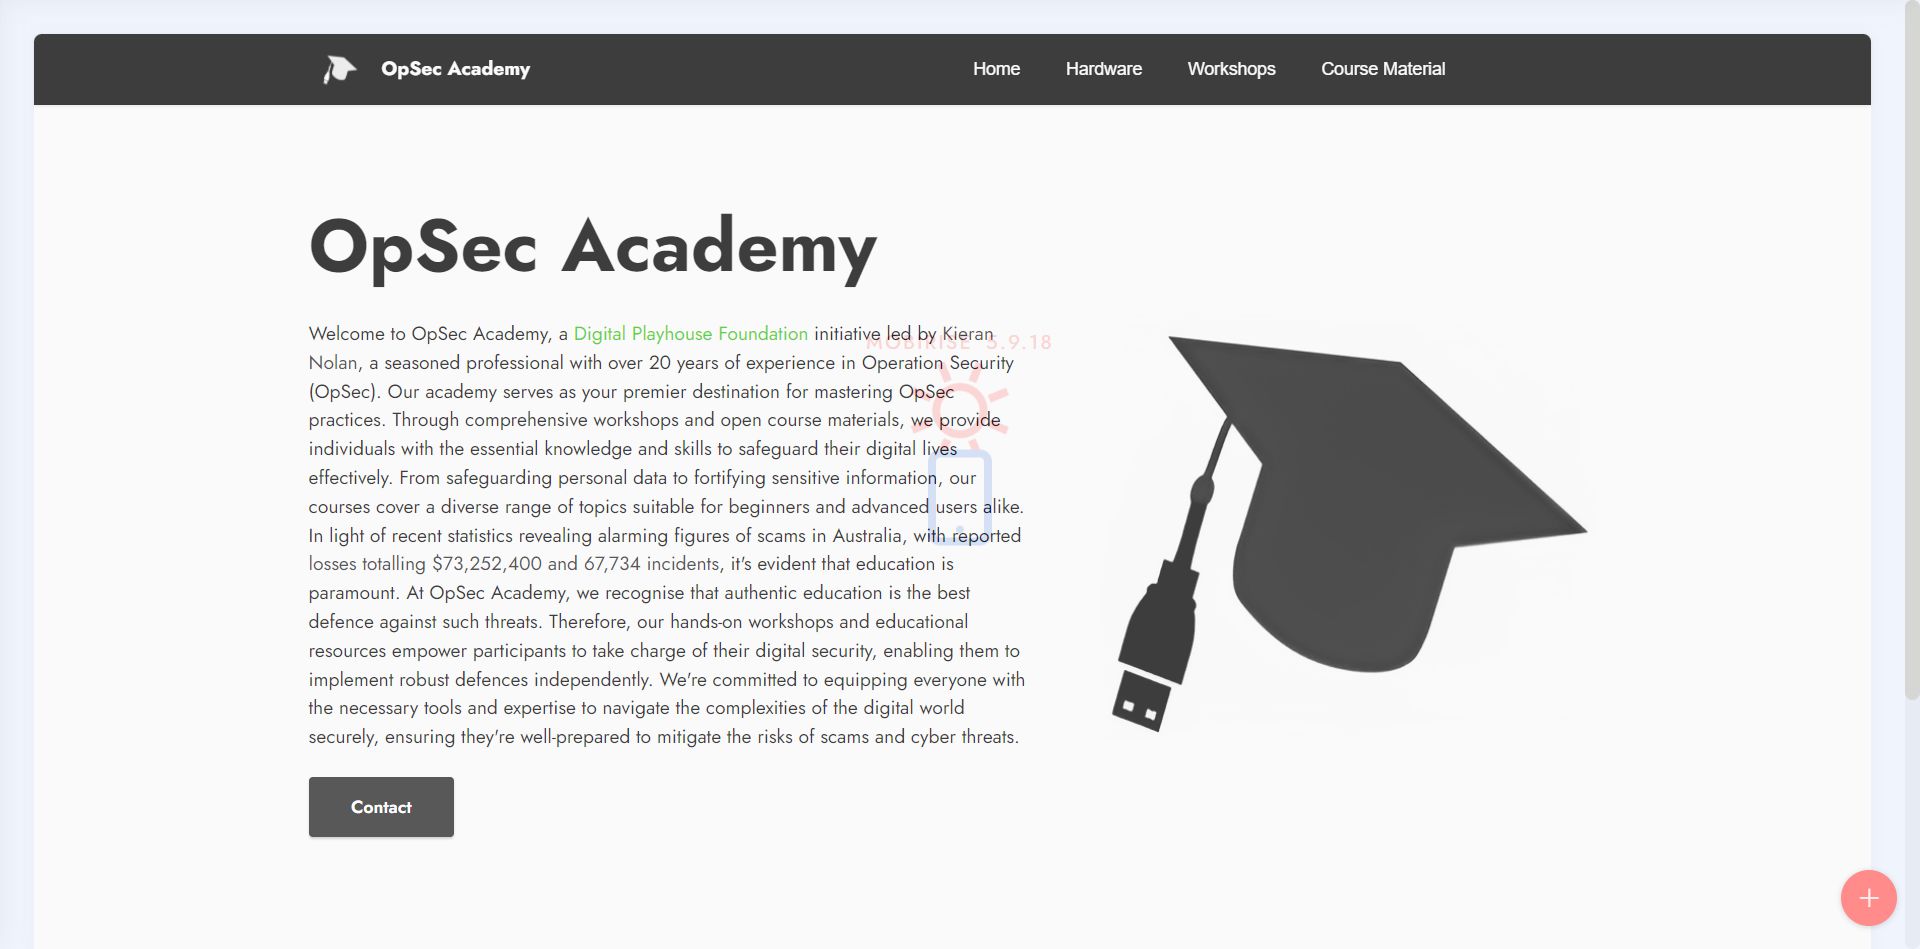 OpSec Academy
Home
Hardware
Workshops
Course Material
OpSec Academy
Welcome to OpSec Academy, a Digital Playhouse Foundation initiative led by Kieran
Nolan, a seasoned professional with over 20 years of experience in Operation Security
(OpSec). Our academy serves as your premier destination for mastering OpSec
practices. Through comprehensive workshops and open course materials, we provide
individuals with the essential knowledge and skills to safeguard their digital lives
effectively. From safeguarding personal data to fortifying sensitive information, our
courses cover a diverse range of topics suitable for beginners and advanced users alike.
In light of recent statistics revealing alarming figures of scams in Australia, with reported
losses totalling $73,252,400 and 67,734 incidents, it's evident that education is
paramount. At OpSec Academy, we recognise that authentic education is the best
defence against such threats. Therefore, our hands-on workshops and educational
resources empower participants to take charge of their digital security, enabling them to
implement robust defences independently. We're committed to equipping everyone with
the necessary tools and expertise to navigate the complexities of the digital world
securely, ensuring they're well-prepared to mitigate the risks of scams and cyber threats.
MOBIRISE 5.9.18
Contact